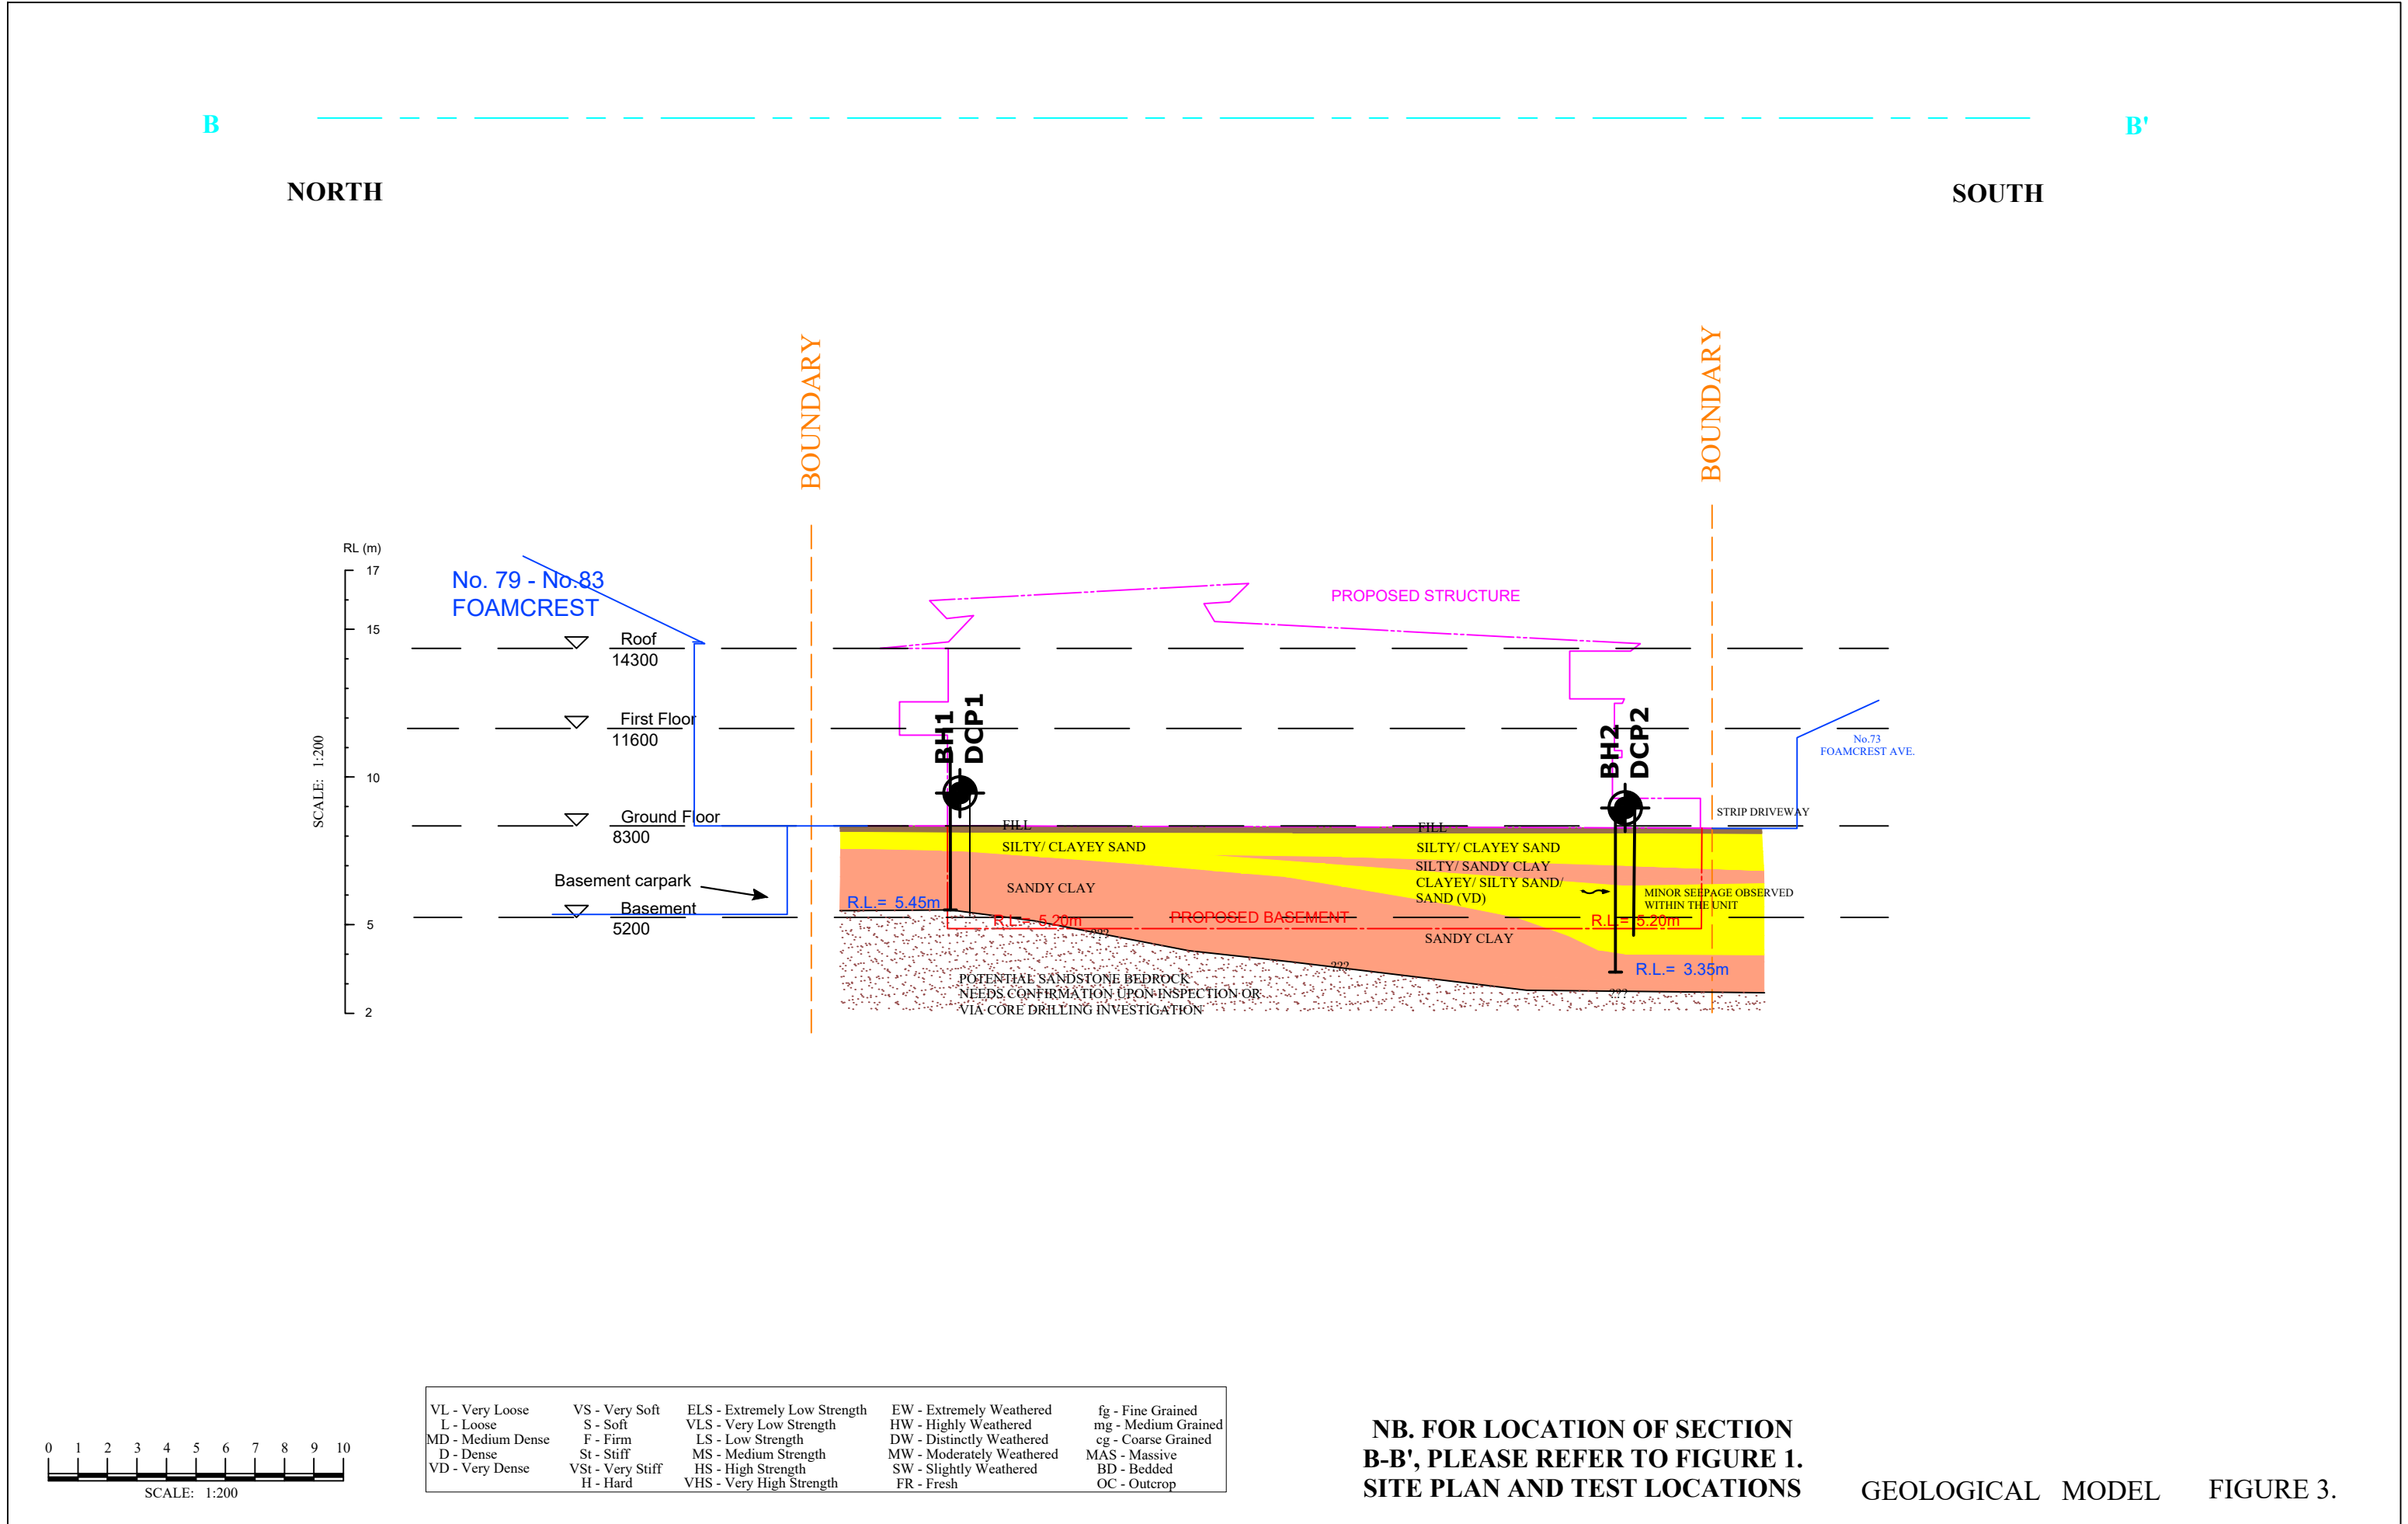 B
B'
NORTH
SOUTH
BOUNDARY
BOUNDARY
RL (m)
17
15
10
5
2
SCALE: 1:200
No. 79 - No.83
FOAMCREST
PROPOSED STRUCTURE
Roof
14300
First Floor
11600
Ground Floor
8300
Basement carpark
Basement
5200
BH1
DCP1
BH2
DCP2
No.73
FOAMCREST AVE.
STRIP DRIVEWAY
FILL
FILL
SILTY/ CLAYEY SAND
SILTY/ CLAYEY SAND
SILTY/ SANDY CLAY
SANDY CLAY
CLAYEY/ SILTY SAND/
SAND (VD)
MINOR SEEPAGE OBSERVED
WITHIN THE UNIT
R.L.= 5.45m
R.L.= 5.20m
PROPOSED BASEMENT
R.L.= 5.20m
???
SANDY CLAY
???
R.L.= 3.35m
???
POTENTIAL SANDSTONE BEDROCK
NEEDS CONFIRMATION UPON INSPECTION OR
VIA CORE DRILLING INVESTIGATION
VL - Very Loose
L - Loose
MD - Medium Dense
D - Dense
VD - Very Dense
VS - Very Soft
S - Soft
F - Firm
St - Stiff
VSt - Very Stiff
H - Hard
ELS - Extremely Low Strength
VLS - Very Low Strength
LS - Low Strength
MS - Medium Strength
HS - High Strength
VHS - Very High Strength
EW - Extremely Weathered
HW - Highly Weathered
DW - Distinctly Weathered
MW - Moderately Weathered
SW - Slightly Weathered
FR - Fresh
fg - Fine Grained
mg - Medium Grained
cg - Coarse Grained
MAS - Massive
BD - Bedded
OC - Outcrop
0 1 2 3 4 5 6 7 8 9 10
SCALE: 1:200
NB. FOR LOCATION OF SECTION
B-B', PLEASE REFER TO FIGURE 1.
SITE PLAN AND TEST LOCATIONS
GEOLOGICAL MODEL FIGURE 3.